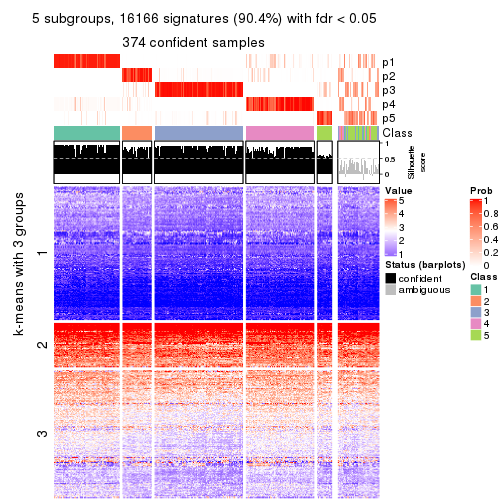 5 subgroups, 16166 signatures (90.4%) with fdr < 0.05
374 confident samples
p1
p2
p3
p4
p5
Class
1
0.5
0
Silhouette
score
k-means with 3 groups
1
2
3
Value
5
4
3
2
1
Status (barplots)
confident
ambiguous
Prob
1
0.8
0.6
0.4
0.2
0
Class
1
2
3
4
5